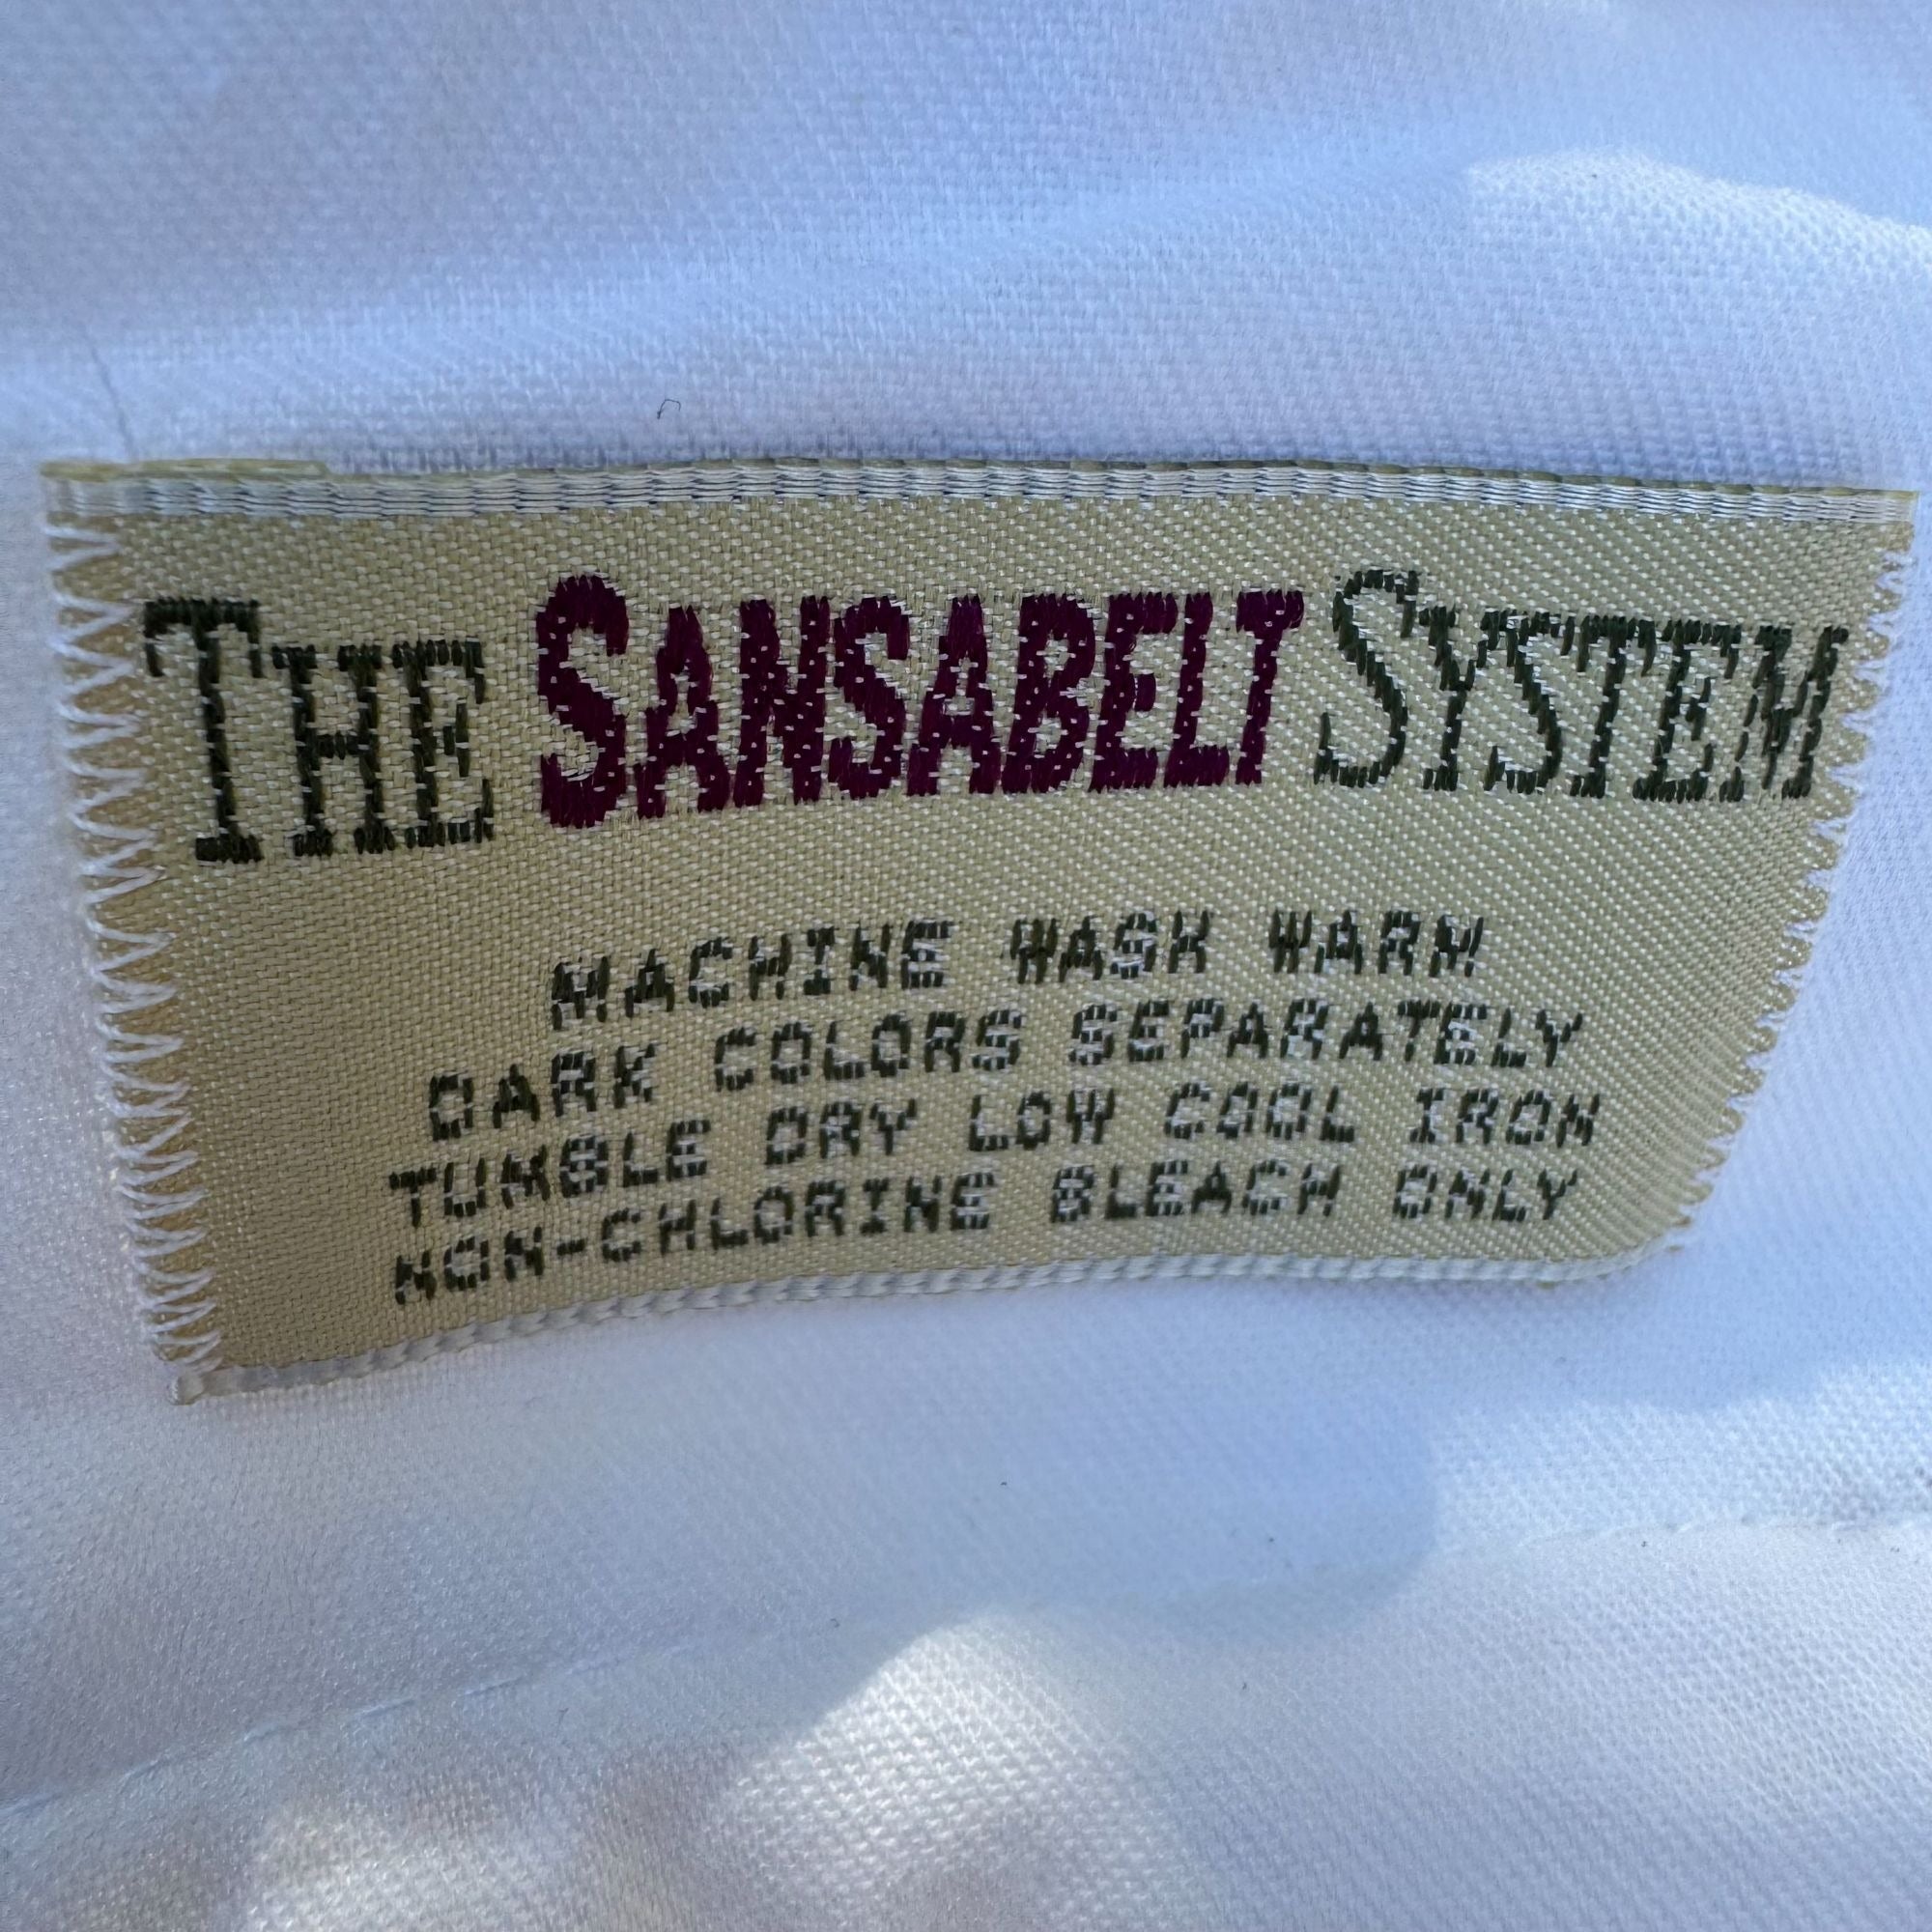 THE SANSABELT SYSTEM
MACHINE WASH WARM
DARK COLORS SEPARATELY
TUMBLE DRY LOW COOL IRON
NON-CHLORINE BLEACH ONLY